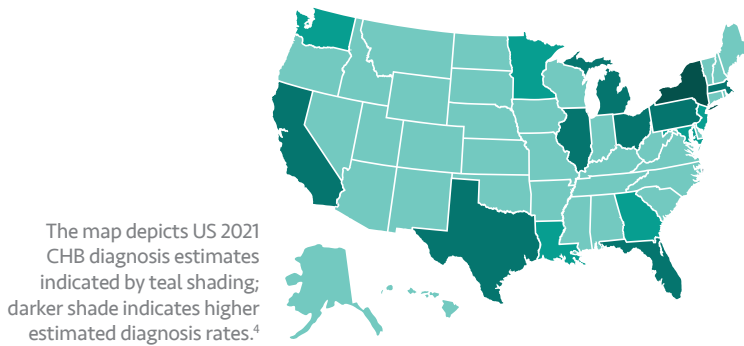 The map depicts US 2021
CHB diagnosis estimates
indicated by teal shading;
darker shade indicates higher
estimated diagnosis rates.⁴